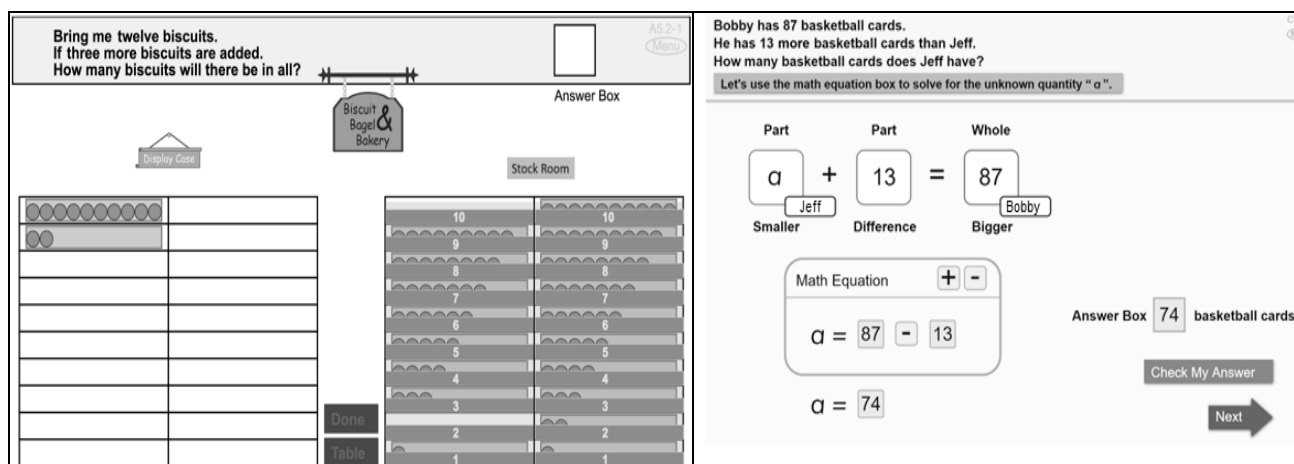 Bring me twelve biscuits.
If three more biscuits are added.
How many biscuits will there be in all?
A5.2-1
Menu
Answer Box
Biscuit
Bagel &
Bakery
Display Case
Stock Room
10 10
9 9
8 8
7 7
6 6
5 5
4 4
3 3
2 2
1 1
Done
Table
Bobby has 87 basketball cards.
He has 13 more basketball cards than Jeff.
How many basketball cards does Jeff have?
Let's use the math equation box to solve for the unknown quantity "a".
Part Part Whole
a + 13 = 87
Jeff Bobby
Smaller Difference Bigger
Math Equation + -
a = 87 - 13
Answer Box 74 basketball cards
Check My Answer
a = 74
Next